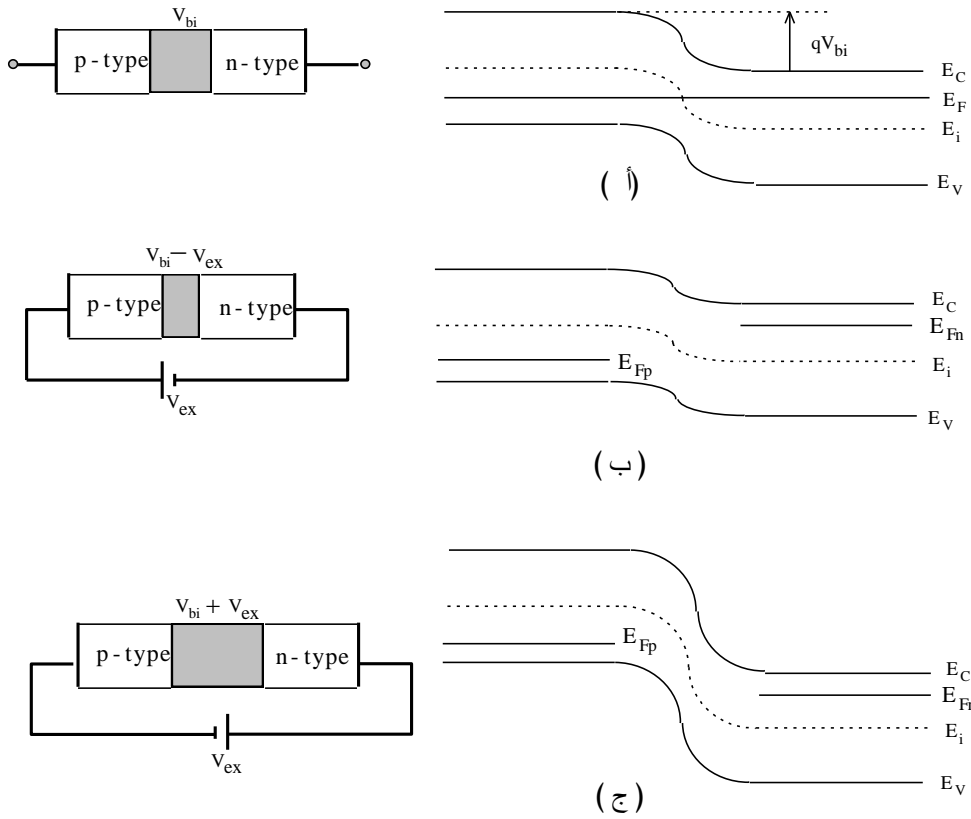 V_bi
p-type n-type
qV_bi
E_C
E_F
E_i
E_V
(أ)
V_bi − V_ex
p-type n-type
V_ex
E_C
E_Fn
E_Fp
E_i
E_V
(ب)
V_bi + V_ex
p-type n-type
V_ex
E_Fp
E_C
E_Fn
E_i
E_V
(ج)